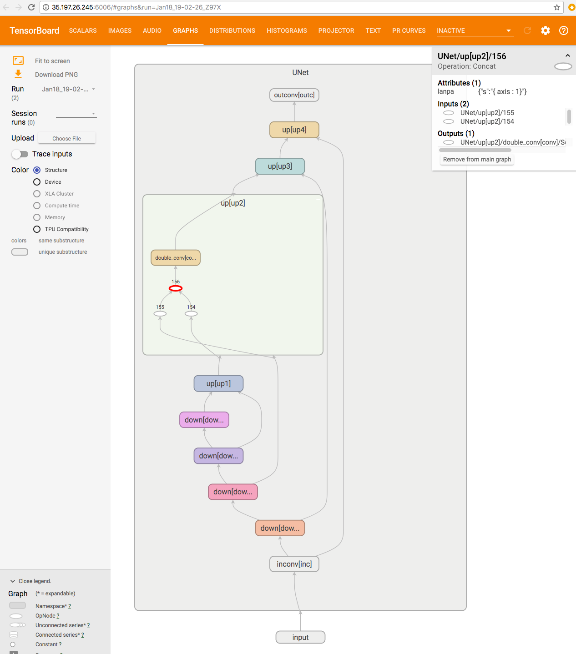 35.197.26.245:6006/#graphs&run=Jan18_19-02-26_Z97X
TensorBoard SCALARS IMAGES AUDIO GRAPHS DISTRIBUTIONS HISTOGRAMS PROJECTOR TEXT PR CURVES INACTIVE
Fit to screen
Download PNG
Run
(2)
Jan18_19-02-...
Session
runs (0)
Upload Choose File
Trace inputs
Color Structure
Device
XLA Cluster
Compute time
Memory
TPU Compatibility
colors same substructure
unique substructure
Close legend.
Graph (* = expandable)
Namespace* ?
OpNode ?
Unconnected series* ?
Connected series* ?
Constant ?
UNet
outconv[outc]
up[up4]
up[up3]
up[up2]
double_conv[co...
156
155 154
up[up1]
down[dow...
down[dow...
down[dow...
down[dow...
inconv[inc]
input
UNet/up[up2]/156
Operation: Concat
Attributes (1)
lanpa {"s":"{ axis : 1}"}
Inputs (2)
UNet/up[up2]/155
UNet/up[up2]/154
Outputs (1)
UNet/up[up2]/double_conv[conv]/S
Remove from main graph